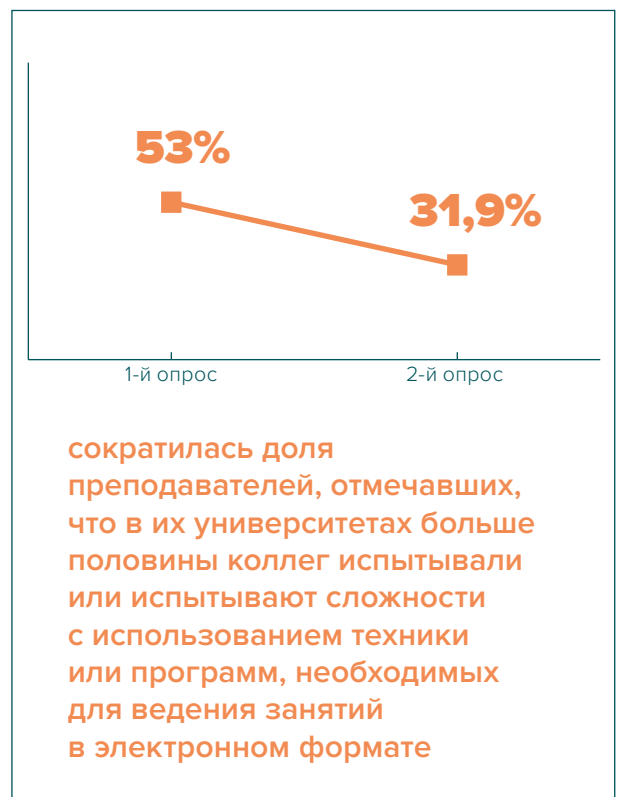 53%
31,9%
1-й опрос
2-й опрос
сократилась доля
преподавателей, отмечавших,
что в их университетах больше
половины коллег испытывали
или испытывают сложности
с использованием техники
или программ, необходимых
для ведения занятий
в электронном формате